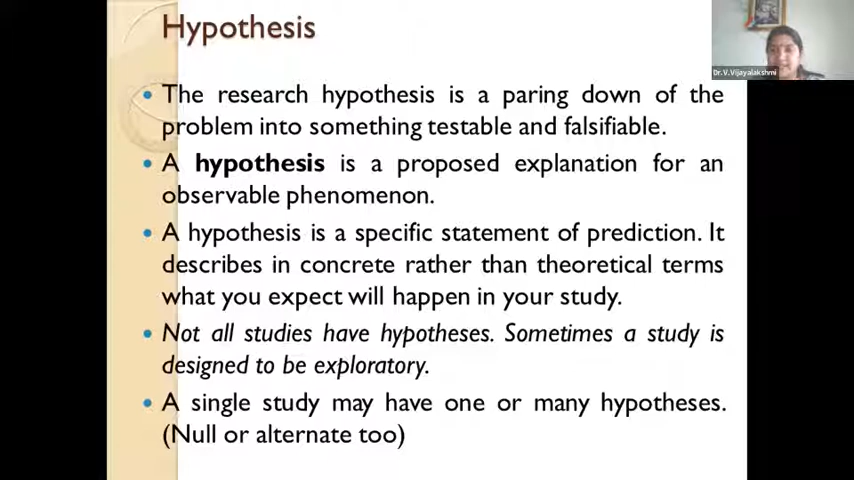 Hypothesis
Dr.V.Vijayalakshmi
• The research hypothesis is a paring down of the
problem into something testable and falsifiable.
• A hypothesis is a proposed explanation for an
observable phenomenon.
• A hypothesis is a specific statement of prediction. It
describes in concrete rather than theoretical terms
what you expect will happen in your study.
• Not all studies have hypotheses. Sometimes a study is
designed to be exploratory.
• A single study may have one or many hypotheses.
(Null or alternate too)